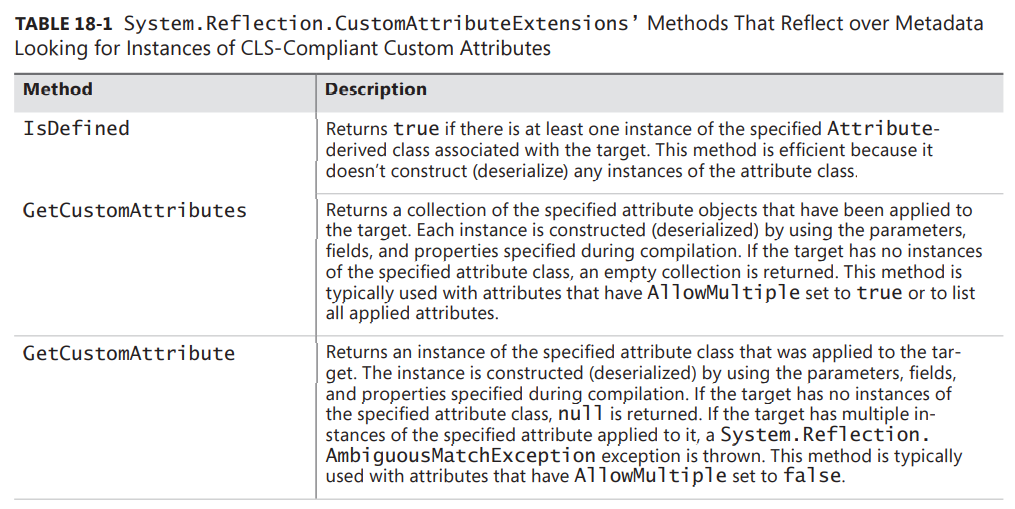 TABLE 18-1 System.Reflection.CustomAttributeExtensions’ Methods That Reflect over Metadata
Looking for Instances of CLS-Compliant Custom Attributes
Method Description
IsDefined Returns true if there is at least one instance of the specified Attribute-
derived class associated with the target. This method is efficient because it
doesn’t construct (deserialize) any instances of the attribute class.
GetCustomAttributes Returns a collection of the specified attribute objects that have been applied to
the target. Each instance is constructed (deserialized) by using the parameters,
fields, and properties specified during compilation. If the target has no instances
of the specified attribute class, an empty collection is returned. This method is
typically used with attributes that have AllowMultiple set to true or to list
all applied attributes.
GetCustomAttribute Returns an instance of the specified attribute class that was applied to the tar-
get. The instance is constructed (deserialized) by using the parameters, fields,
and properties specified during compilation. If the target has no instances of
the specified attribute class, null is returned. If the target has multiple in-
stances of the specified attribute applied to it, a System.Reflection.
AmbiguousMatchException exception is thrown. This method is typically
used with attributes that have AllowMultiple set to false.